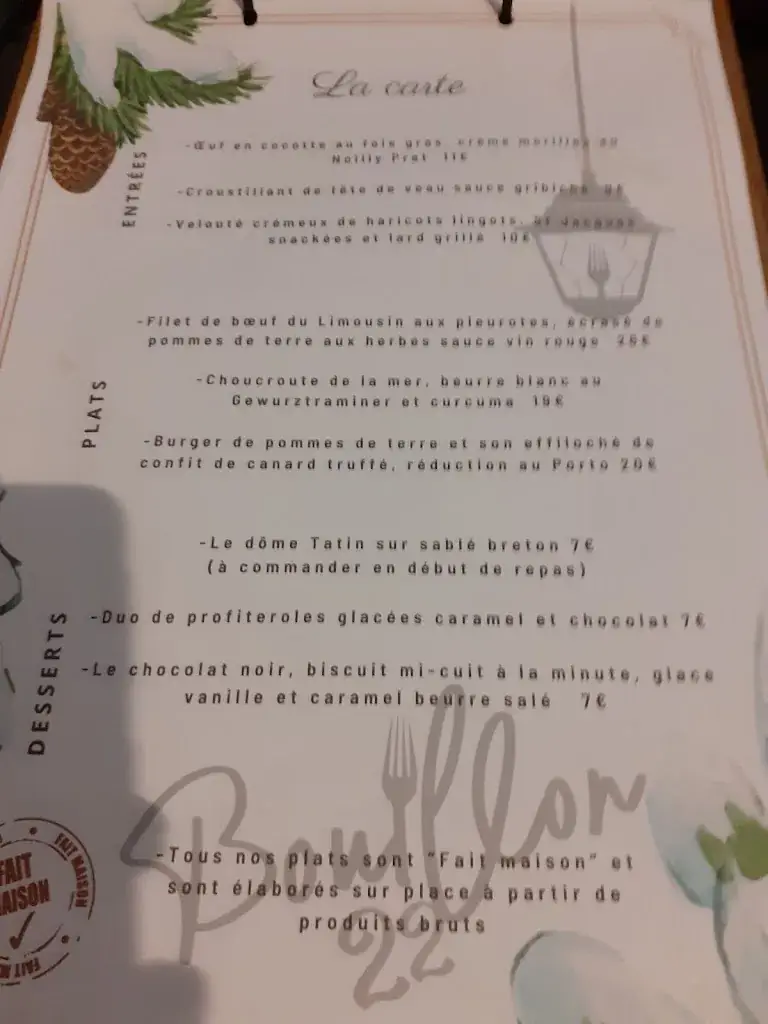 La carte
ENTRÉES
-Œuf en cocotte au foie gras, crème morilles au
Noilly Prat 11€
-Croustillant de tête de veau sauce gribiche 9€
-Velouté crémeux de haricots lingots, St Jacques
snackées et lard grillé 10€
PLATS
-Filet de bœuf du Limousin aux pleurotes, écrasé de
pommes de terre aux herbes sauce vin rouge
-Choucroute de la mer, beurre blanc au
Gewurztraminer et curcuma 19€
-Burger de pommes de terre et son effiloché de
confit de canard truffé, réduction au Porto 20€
DESSERTS
-Le dôme Tatin sur sablé breton 7€
(à commander en début de repas)
-Duo de profiteroles glacées caramel et chocolat 7€
-Le chocolat noir, biscuit mi-cuit à la minute, glace
vanille et caramel beurre salé 7€
Bouillon
22
-Tous nos plats sont "Fait maison" et
sont élaborés sur place à partir de
produits bruts
FAIT MAISON
FAIT
MAISON
FAIT